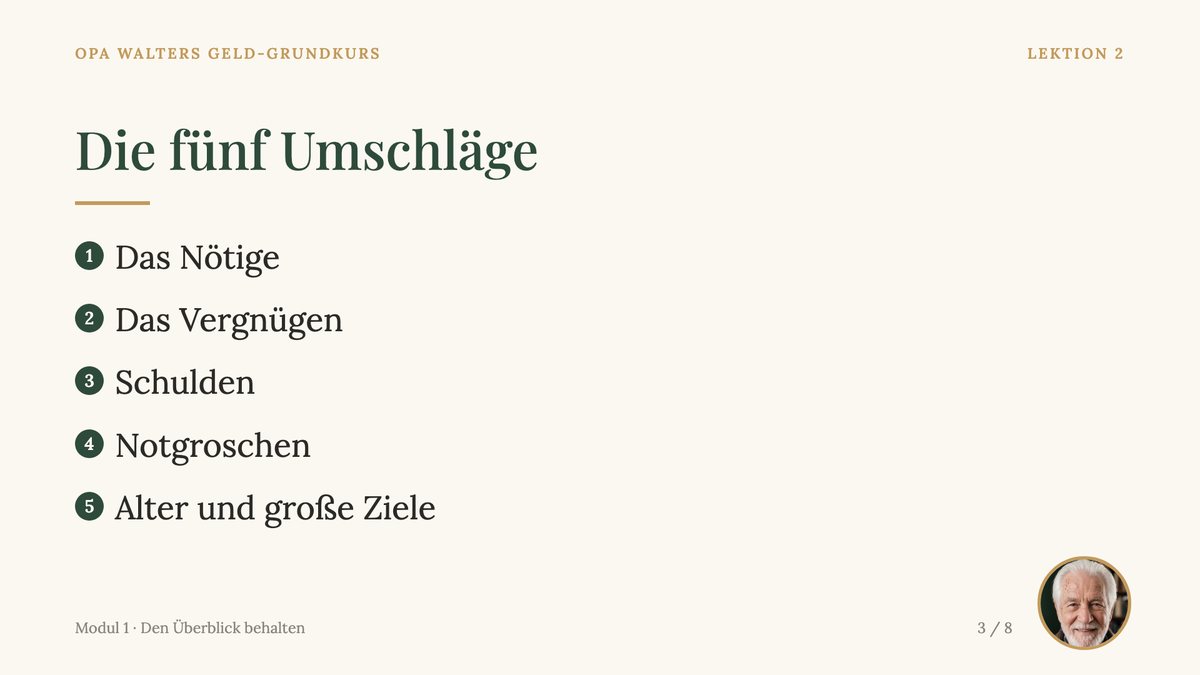 OPA WALTERS GELD-GRUNDKURS
LEKTION 2
Die fünf Umschläge
1 Das Nötige
2 Das Vergnügen
3 Schulden
4 Notgroschen
5 Alter und große Ziele
Modul 1 · Den Überblick behalten
3 / 8